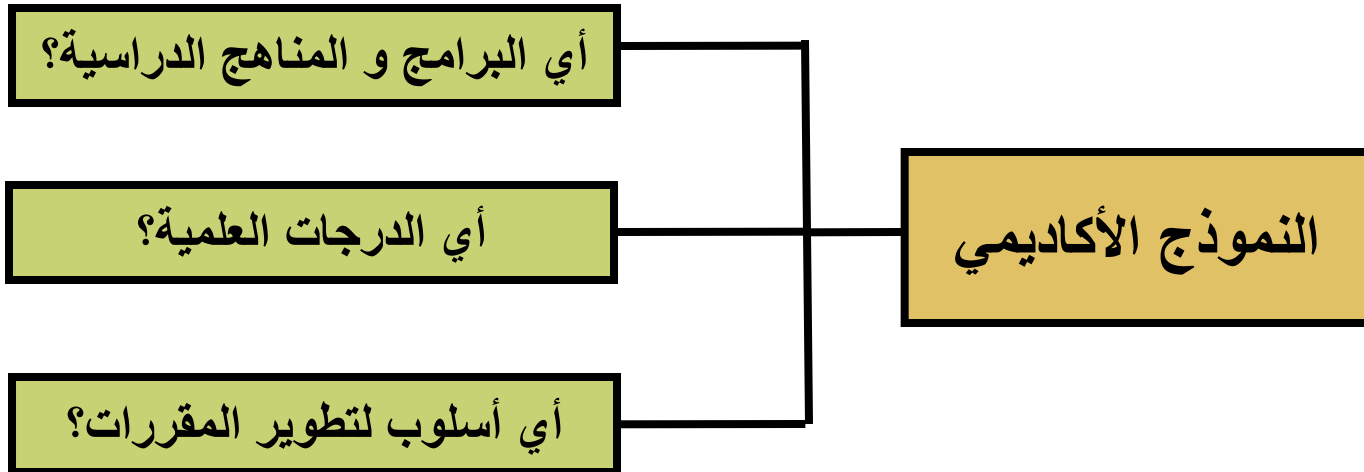 النموذج الأكاديمي
أي البرامج و المناهج الدراسية؟
أي الدرجات العلمية؟
أي أسلوب لتطوير المقررات؟